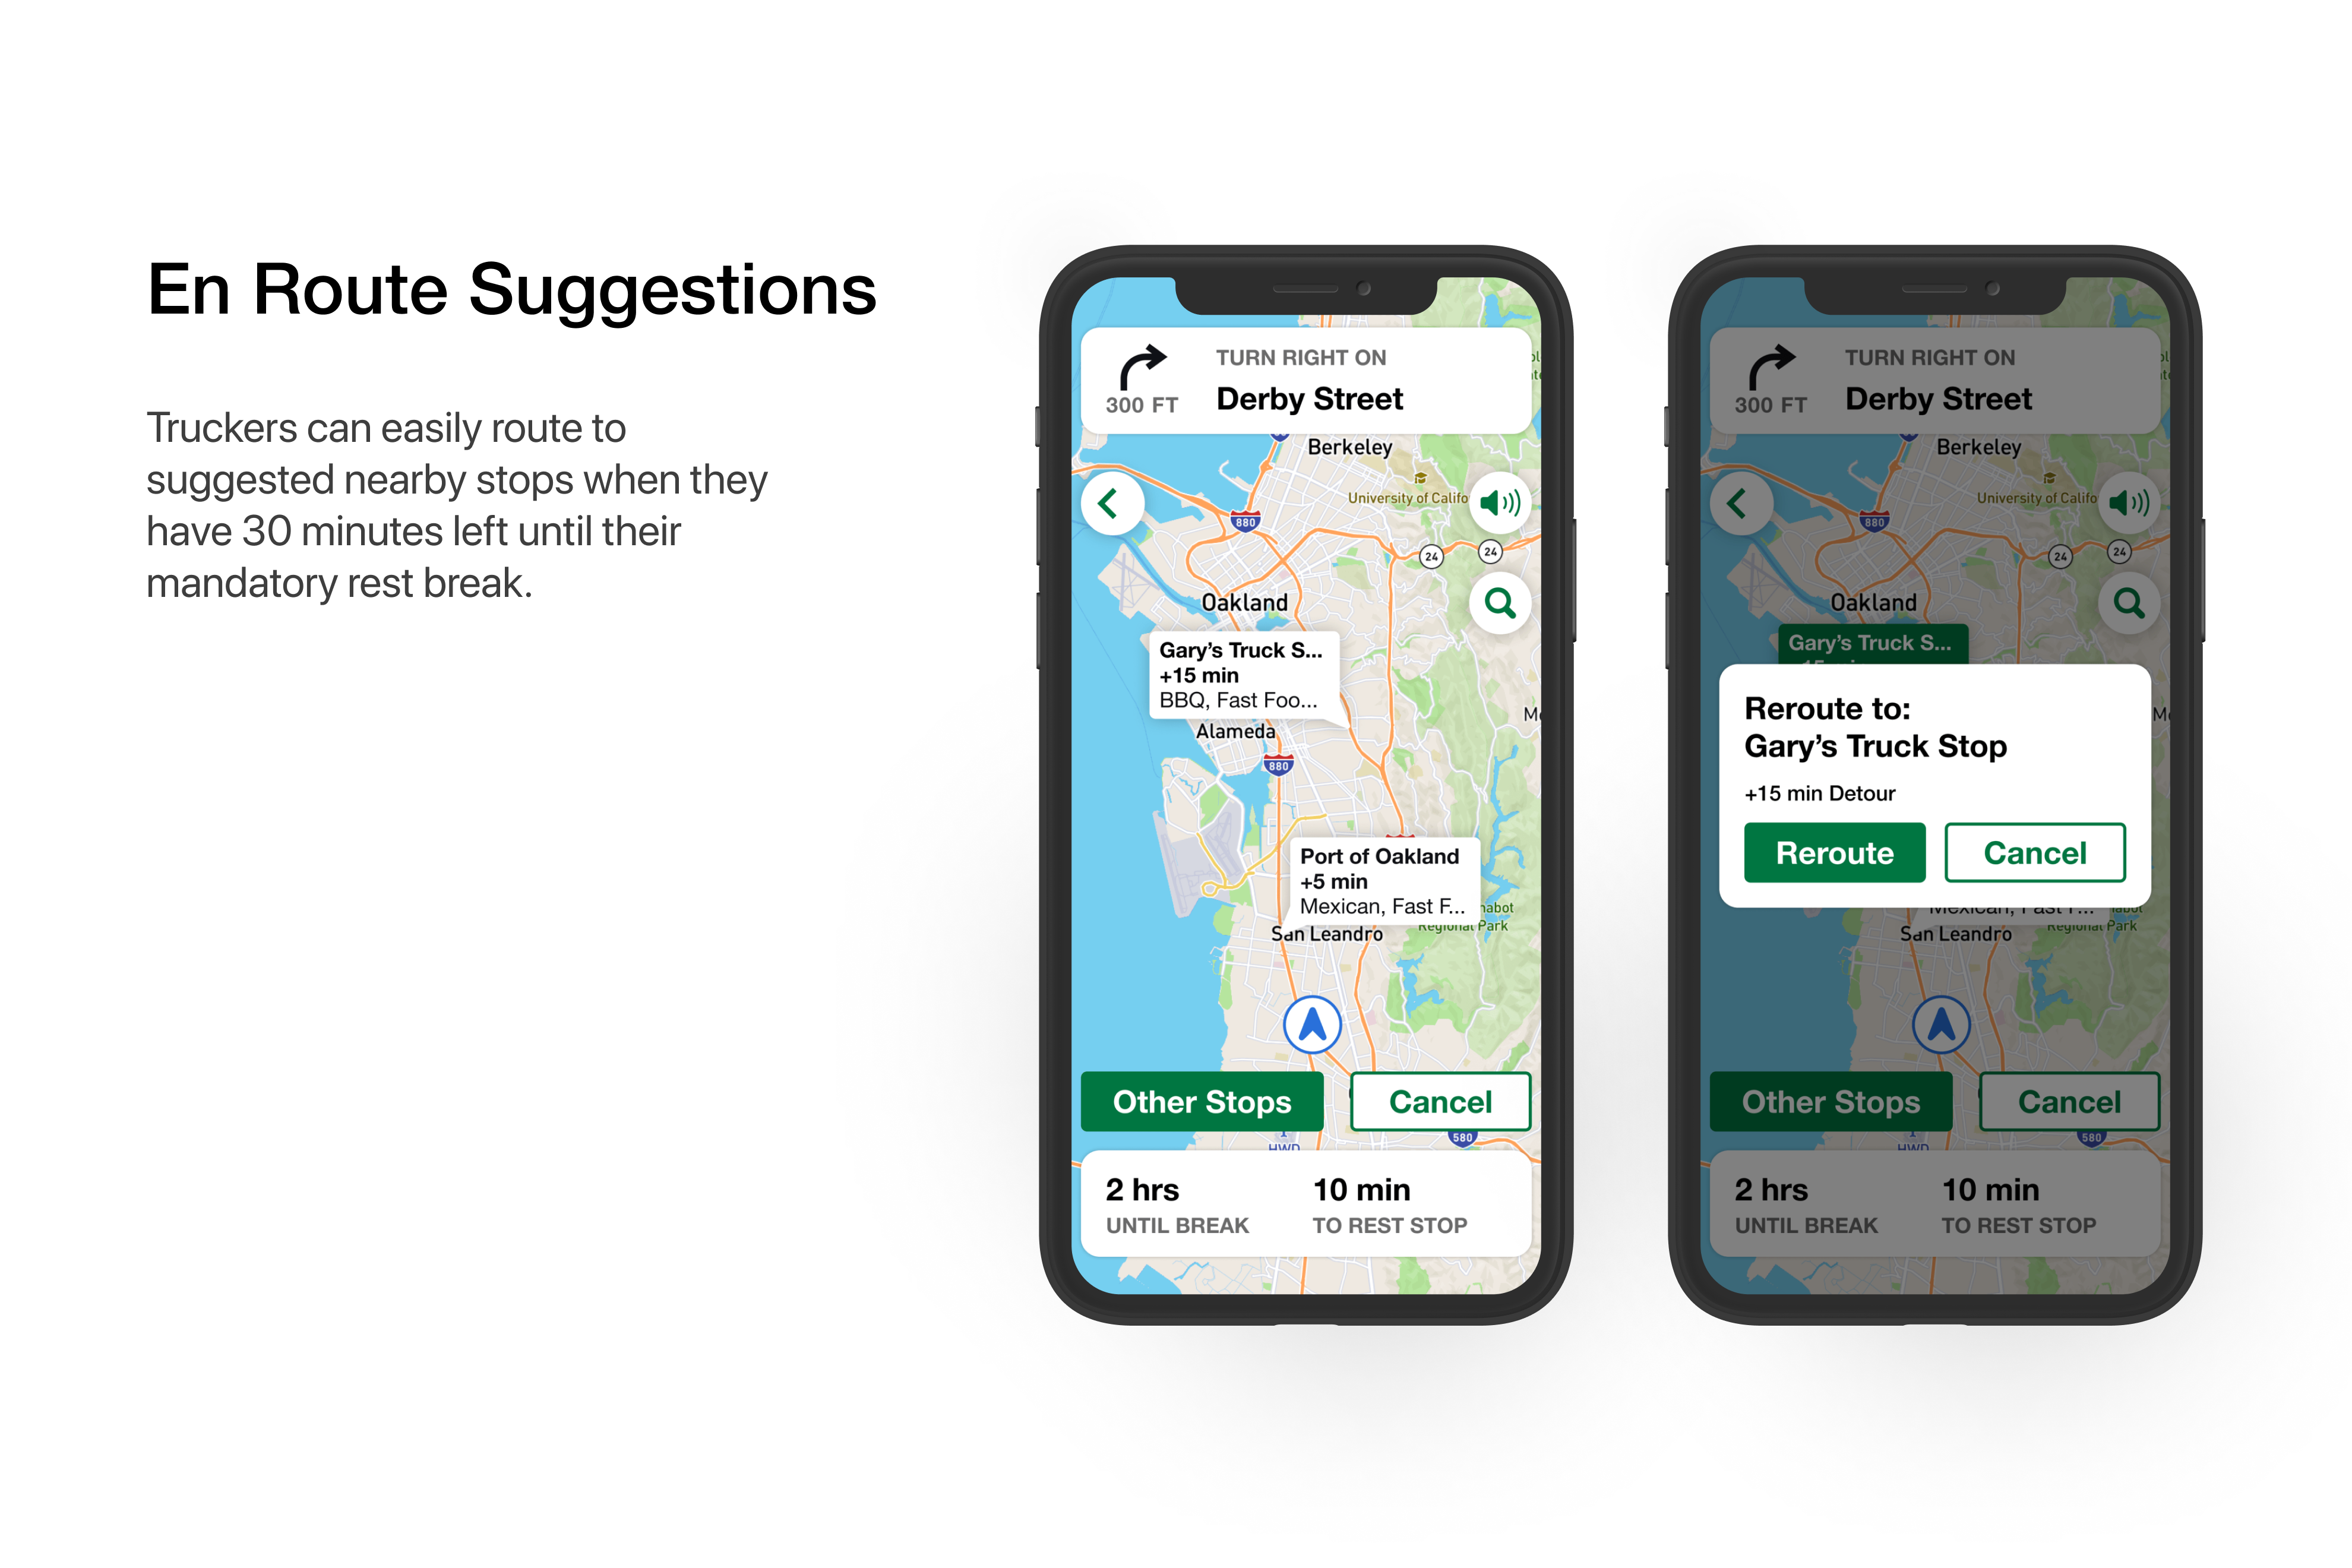 En Route Suggestions
Truckers can easily route to
suggested nearby stops when they
have 30 minutes left until their
mandatory rest break.
TURN RIGHT ON
300 FT
Derby Street
Berkeley
University of Califo
880
24
24
Oakland
Gary's Truck S...
+15 min
BBQ, Fast Foo...
Alameda
880
Port of Oakland
+5 min
Mexican, Fast F...
habot
Regional Park
San Leandro
Other Stops
Cancel
580
HWD
2 hrs
10 min
UNTIL BREAK
TO REST STOP
TURN RIGHT ON
300 FT
Derby Street
Berkeley
University of Califo
880
24
24
Oakland
Gary's Truck S...
Reroute to:
Gary's Truck Stop
+15 min Detour
Reroute
Cancel
Mexican, Fast F...
habot
Regional Park
San Leandro
Other Stops
Cancel
580
HWD
2 hrs
10 min
UNTIL BREAK
TO REST STOP